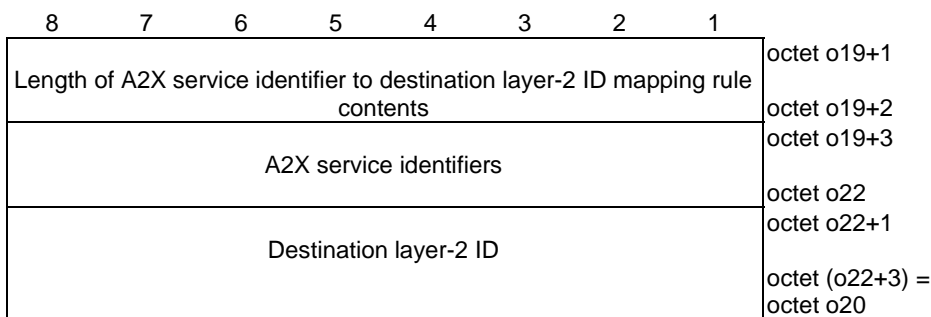 8 7 6 5 4 3 2 1
octet o19+1
Length of A2X service identifier to destination layer-2 ID mapping rule
contents
octet o19+2
octet o19+3
A2X service identifiers
octet o22
octet o22+1
Destination layer-2 ID
octet (o22+3) =
octet o20